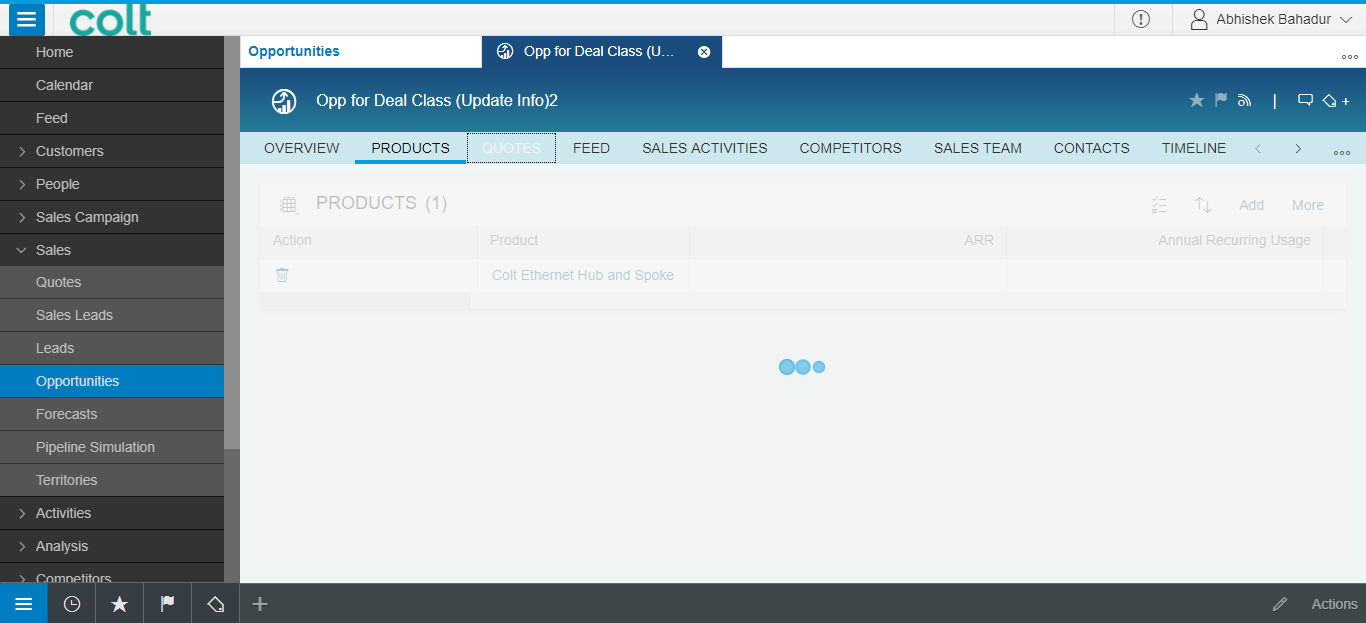 colt
Abhishek Bahadur
Home
Calendar
Feed
Customers
People
Sales Campaign
Sales
Quotes
Sales Leads
Leads
Opportunities
Forecasts
Pipeline Simulation
Territories
Activities
Analysis
Competitors
Opportunities
Opp for Deal Class (U...
Opp for Deal Class (Update Info)2
OVERVIEW PRODUCTS QUOTES FEED SALES ACTIVITIES COMPETITORS SALES TEAM CONTACTS TIMELINE
PRODUCTS (1)
Add More
Action Product ARR Annual Recurring Usage
Colt Ethernet Hub and Spoke
Actions